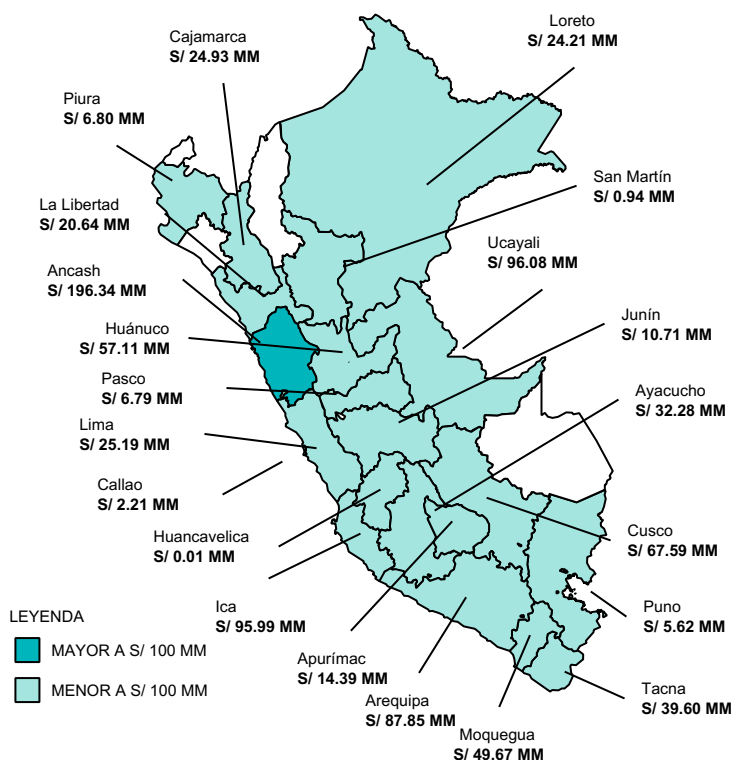 Cajamarca
S/ 24.93 MM
Loreto
S/ 24.21 MM
Piura
S/ 6.80 MM
San Martín
S/ 0.94 MM
La Libertad
S/ 20.64 MM
Ucayali
S/ 96.08 MM
Ancash
S/ 196.34 MM
Junín
S/ 10.71 MM
Huánuco
S/ 57.11 MM
Pasco
S/ 6.79 MM
Ayacucho
S/ 32.28 MM
Lima
S/ 25.19 MM
Callao
S/ 2.21 MM
Huancavelica
S/ 0.01 MM
Cusco
S/ 67.59 MM
Ica
S/ 95.99 MM
Puno
S/ 5.62 MM
LEYENDA
MAYOR A S/ 100 MM
MENOR A S/ 100 MM
Apurímac
S/ 14.39 MM
Arequipa
S/ 87.85 MM
Tacna
S/ 39.60 MM
Moquegua
S/ 49.67 MM